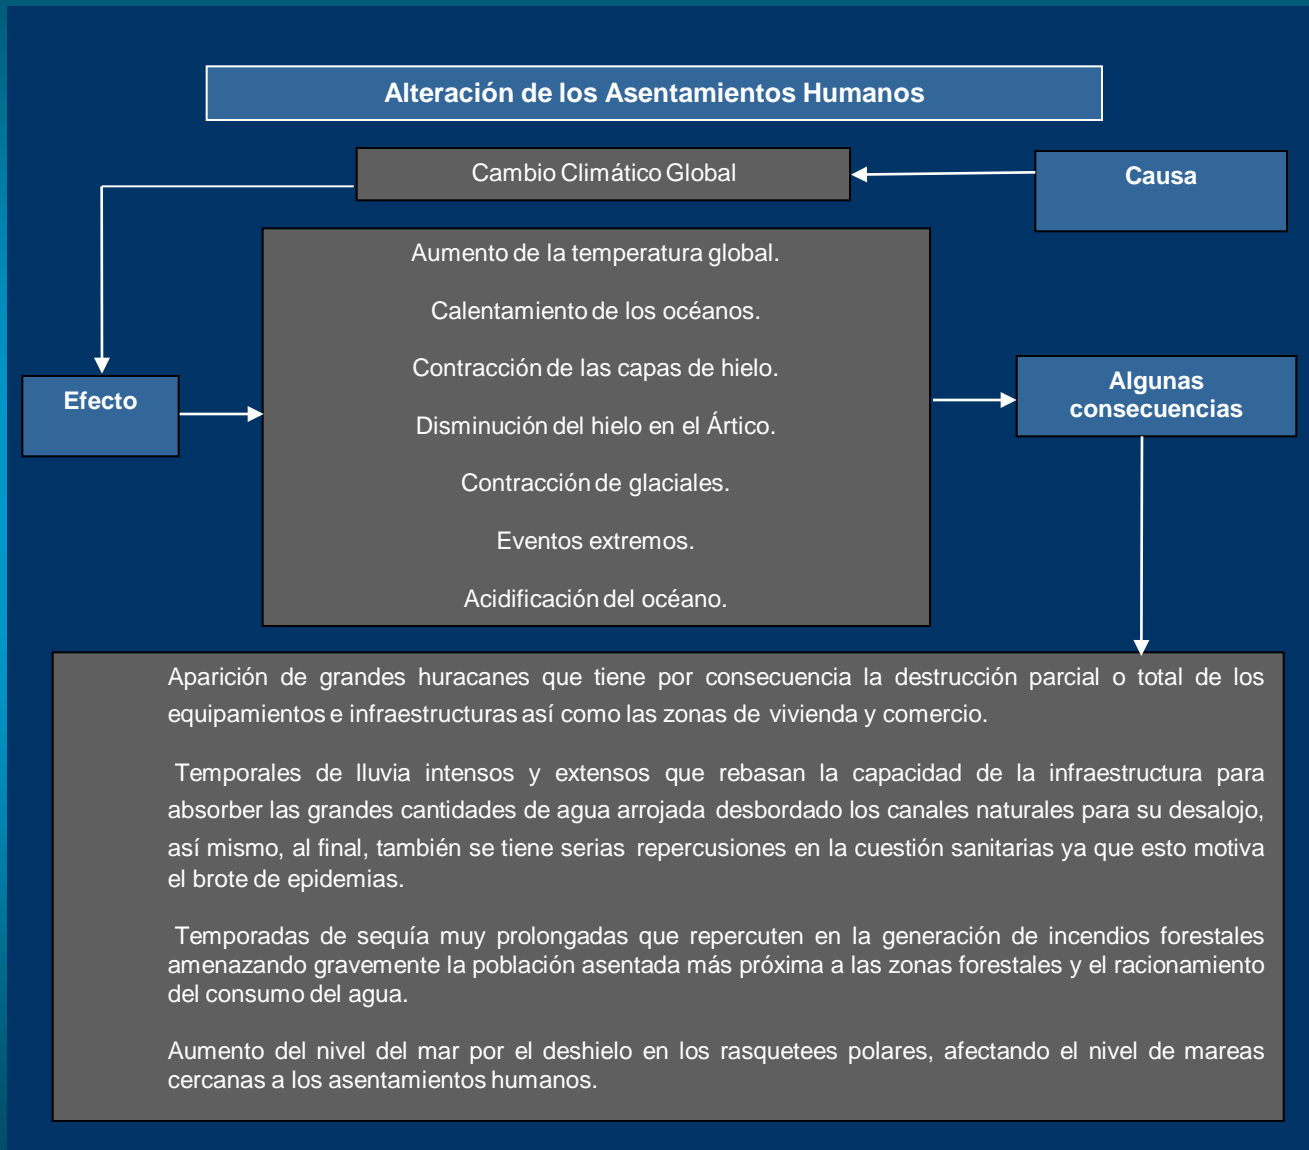 Alteración de los Asentamientos Humanos
Cambio Climático Global
Causa
Aumento de la temperatura global.
Calentamiento de los océanos.
Contracción de las capas de hielo.
Disminución del hielo en el Ártico.
Contracción de glaciales.
Eventos extremos.
Acidificación del océano.
Efecto
Algunas
consecuencias
Aparición de grandes huracanes que tiene por consecuencia la destrucción parcial o total de los
equipamientos e infraestructuras así como las zonas de vivienda y comercio.
Temporales de lluvia intensos y extensos que rebasan la capacidad de la infraestructura para
absorber las grandes cantidades de agua arrojada desbordado los canales naturales para su desalojo,
así mismo, al final, también se tiene serias repercusiones en la cuestión sanitarias ya que esto motiva
el brote de epidemias.
Temporadas de sequía muy prolongadas que repercuten en la generación de incendios forestales
amenazando gravemente la población asentada más próxima a las zonas forestales y el racionamiento
del consumo del agua.
Aumento del nivel del mar por el deshielo en los rasquetees polares, afectando el nivel de mareas
cercanas a los asentamientos humanos.